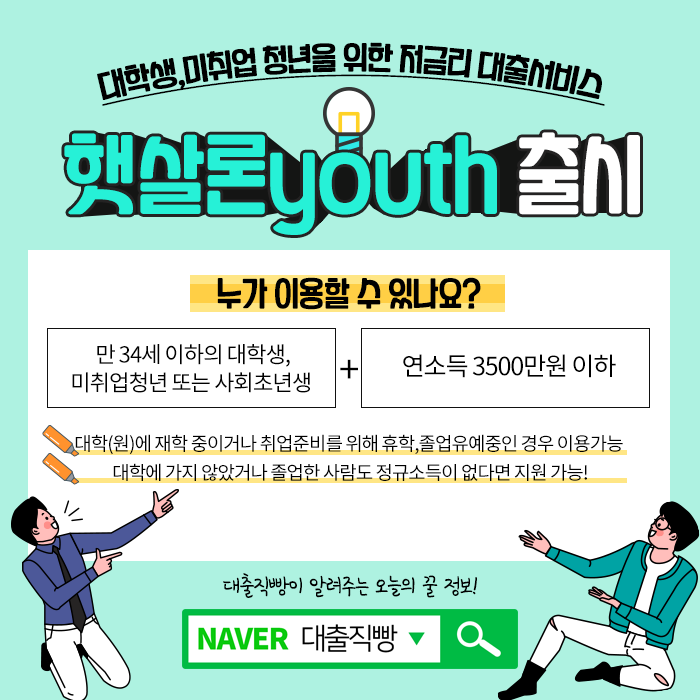 대학생,미취업 청년을 위한 저금리 대출서비스
햇살론youth 출시
누가 이용할 수 있나요?
만 34세 이하의 대학생,
미취업청년 또는 사회초년생
+
연소득 3500만원 이하
대학(원)에 재학 중이거나 취업준비를 위해 휴학,졸업유예중인 경우 이용가능
대학에 가지 않았거나 졸업한 사람도 정규소득이 없다면 지원 가능!
대출직빵이 알려주는 오늘의 꿀 정보!
NAVER 대출직빵